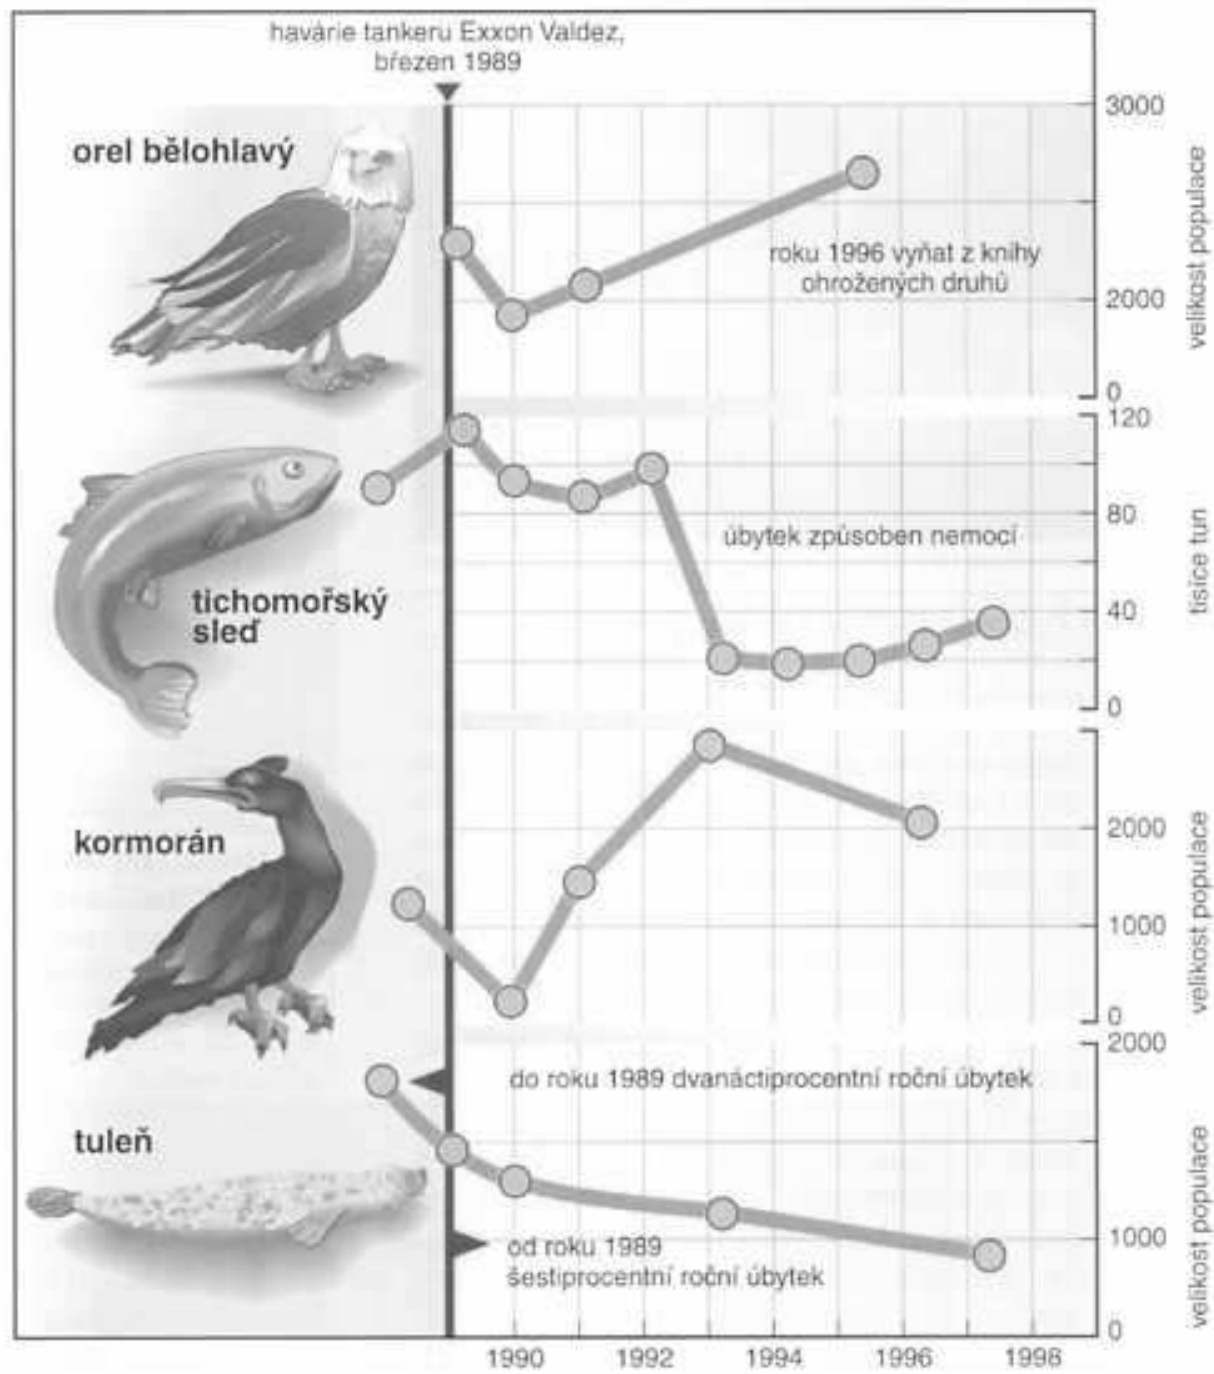 havárie tankeru Exxon Valdez,
březen 1989
orel bělohlavý
roku 1996 vyňat z knihy
ohrožených druhů
3000
2000
0
velikost populace
tichomořský
sleď
úbytek způsoben nemocí
120
80
40
0
tisíce tun
kormorán
2000
1000
0
velikost populace
do roku 1989 dvanáctiprocentní roční úbytek
tuleň
od roku 1989
šestiprocentní roční úbytek
2000
1000
0
velikost populace
1990 1992 1994 1996 1998